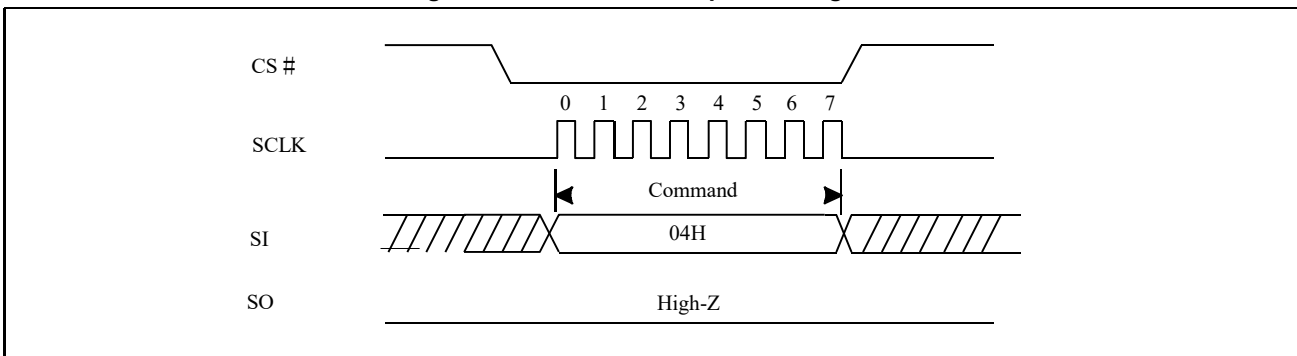 CS #
0 1 2 3 4 5 6 7
SCLK
Command
SI
04H
SO
High-Z